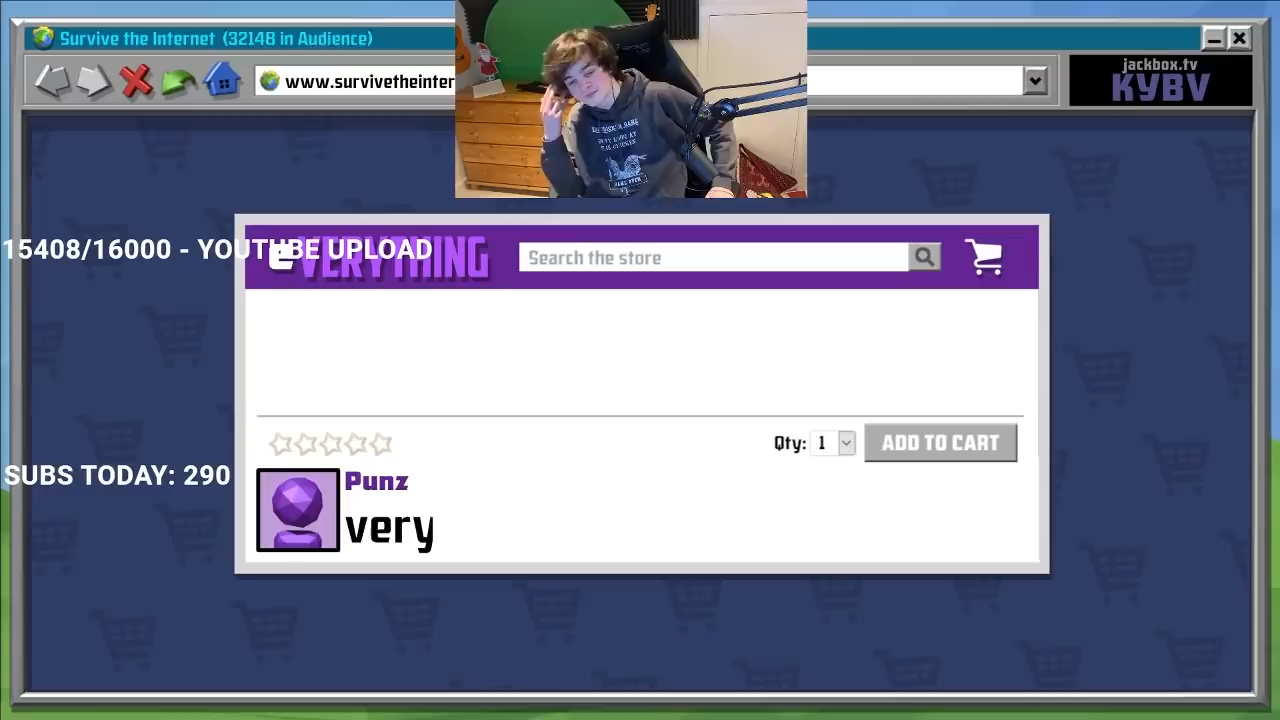 Survive the Internet (32148 in Audience)
www.survivetheinter
jackbox.tv
KYBV
15408/16000 - YOUTUBE UPLOAD
eVERYTHING
Search the store
Qty: 1
ADD TO CART
SUBS TODAY: 290
Punz
very